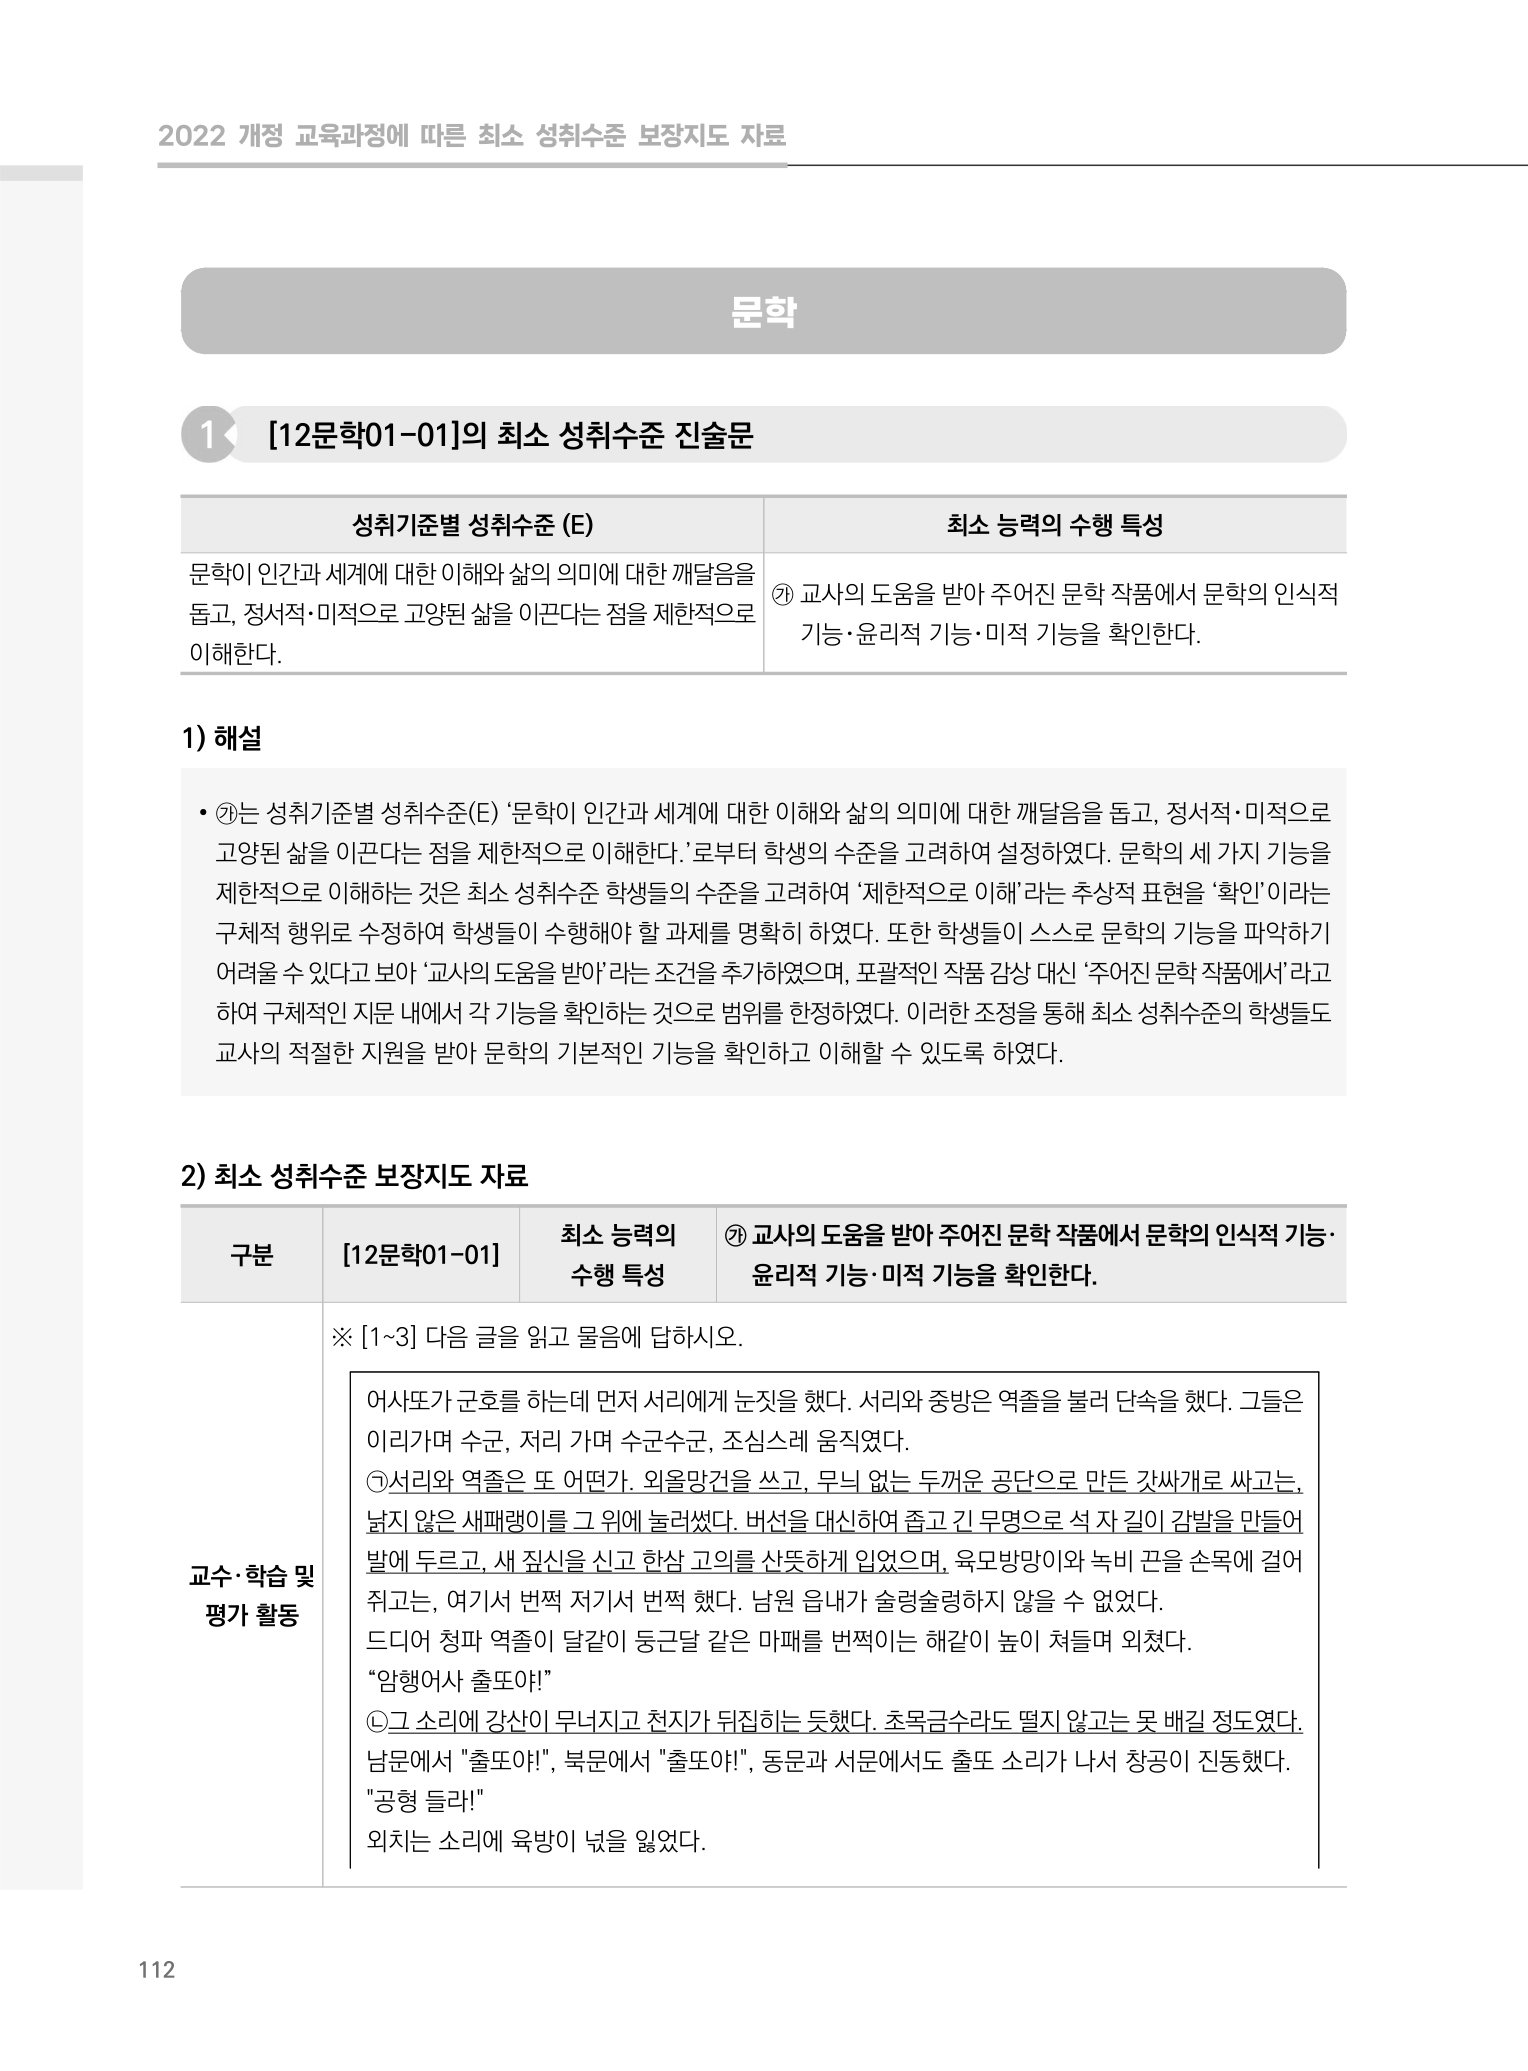 2022 개정 교육과정에 따른 최소 성취수준 보장지도 자료
문학
1 [12문학01-01]의 최소 성취수준 진술문
성취기준별 성취수준 (E)
최소 능력의 수행 특성
문학이 인간과 세계에 대한 이해와 삶의 의미에 대한 깨달음을
돕고, 정서적·미적으로 고양된 삶을 이끈다는 점을 제한적으로
이해한다.
㉮ 교사의 도움을 받아 주어진 문학 작품에서 문학의 인식적
기능·윤리적 기능·미적 기능을 확인한다.
1) 해설
• ㉮는 성취기준별 성취수준(E) ‘문학이 인간과 세계에 대한 이해와 삶의 의미에 대한 깨달음을 돕고, 정서적·미적으로
고양된 삶을 이끈다는 점을 제한적으로 이해한다.’로부터 학생의 수준을 고려하여 설정하였다. 문학의 세 가지 기능을
제한적으로 이해하는 것은 최소 성취수준 학생들의 수준을 고려하여 ‘제한적으로 이해’라는 추상적 표현을 ‘확인’이라는
구체적 행위로 수정하여 학생들이 수행해야 할 과제를 명확히 하였다. 또한 학생들이 스스로 문학의 기능을 파악하기
어려울 수 있다고 보아 ‘교사의 도움을 받아’라는 조건을 추가하였으며, 포괄적인 작품 감상 대신 ‘주어진 문학 작품에서’라고
하여 구체적인 지문 내에서 각 기능을 확인하는 것으로 범위를 한정하였다. 이러한 조정을 통해 최소 성취수준의 학생들도
교사의 적절한 지원을 받아 문학의 기본적인 기능을 확인하고 이해할 수 있도록 하였다.
2) 최소 성취수준 보장지도 자료
구분
[12문학01-01]
최소 능력의
수행 특성
㉮ 교사의 도움을 받아 주어진 문학 작품에서 문학의 인식적 기능·
윤리적 기능·미적 기능을 확인한다.
교수·학습 및
평가 활동
※ [1~3] 다음 글을 읽고 물음에 답하시오.
어사또가 군호를 하는데 먼저 서리에게 눈짓을 했다. 서리와 중방은 역졸을 불러 단속을 했다. 그들은
이리가며 수군, 저리 가며 수군수군, 조심스레 움직였다.
㉠서리와 역졸은 또 어떤가. 외올망건을 쓰고, 무늬 없는 두꺼운 공단으로 만든 갓싸개로 싸고는,
낡지 않은 새패랭이를 그 위에 눌러썼다. 버선을 대신하여 좁고 긴 무명으로 석 자 길이 감발을 만들어
발에 두르고, 새 짚신을 신고 한삼 고의를 산뜻하게 입었으며, 육모방망이와 녹비 끈을 손목에 걸어
쥐고는, 여기서 번쩍 저기서 번쩍 했다. 남원 읍내가 술렁술렁하지 않을 수 없었다.
드디어 청파 역졸이 달같이 둥근달 같은 마패를 번쩍이는 해같이 높이 쳐들며 외쳤다.
“암행어사 출또야!”
㉡그 소리에 강산이 무너지고 천지가 뒤집히는 듯했다. 초목금수라도 떨지 않고는 못 배길 정도였다.
남문에서 "출또야!", 북문에서 "출또야!", 동문과 서문에서도 출또 소리가 나서 창공이 진동했다.
"공형 들라!"
외치는 소리에 육방이 넋을 잃었다.
112